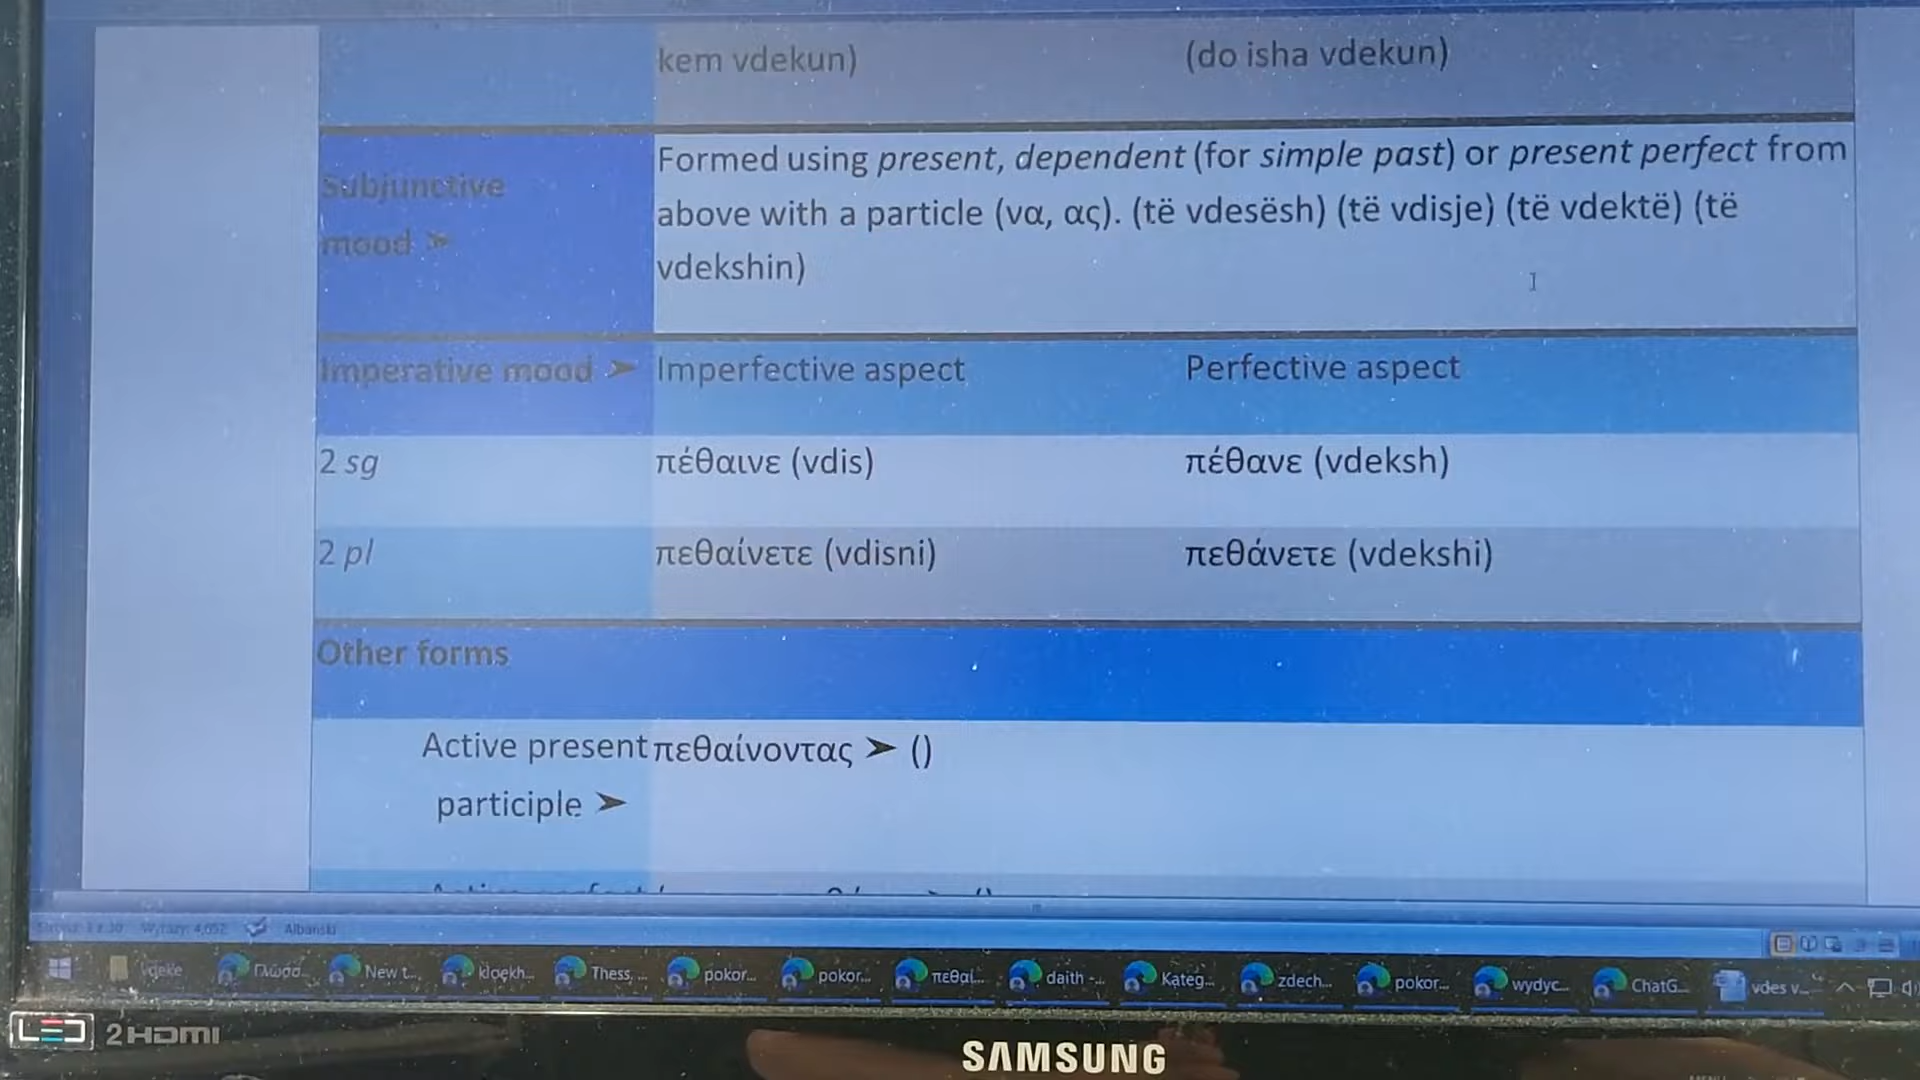 kem vdekun) (do isha vdekun)
Subjunctive mood ➤
Formed using present, dependent (for simple past) or present perfect from
above with a particle (να, ας). (të vdesësh) (të vdisje) (të vdektë) (të
vdekshin)
Imperative mood ➤ Imperfective aspect Perfective aspect
2 sg πέθαινε (vdis) πέθανε (vdeksh)
2 pl πεθαίνετε (vdisni) πεθάνετε (vdekshi)
Other forms
Active present πεθαίνοντας ➤ ()
participle ➤
Albański
vdeke Γλώσσ... New t... kloekh... Thess, ... pokor... pokor... πεθαί... daith -... Kateg... zdech... pokor... wydyc... ChatG... vdes v...
LED 2 HDMI
SAMSUNG